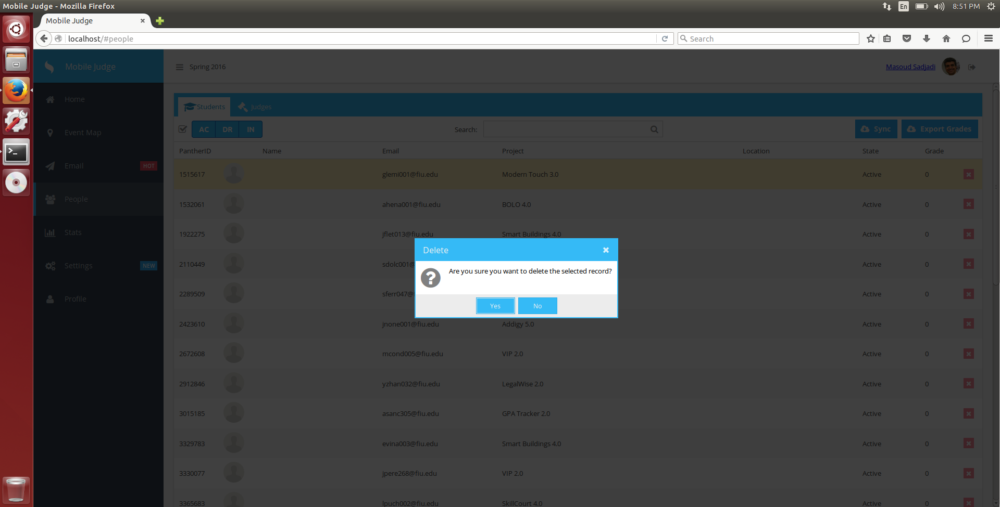 Mobile Judge - Mozilla Firefox
En
8:51 PM
Mobile Judge
localhost/#people
Search
Mobile Judge
Spring 2016
Masoud Sadjadi
Home
Event Map
Email HOT
People
Stats
Settings NEW
Profile
Students Judges
AC DR IN
Search:
Sync Export Grades
PantherID Name Email Project Location State Grade
1515617 glemi001@fiu.edu Modern Touch 3.0 Active 0
1532061 ahena001@fiu.edu BOLO 4.0 Active 0
1922275 jflet013@fiu.edu Smart Buildings 4.0 Active 0
2110449 sdolc001@ Active 0
2289509 sferr047@ Active 0
2423610 jnone001@fiu.edu Addigy 5.0 Active 0
2672608 mcond005@fiu.edu VIP 2.0 Active 0
2912846 yzhan032@fiu.edu LegalWise 2.0 Active 0
3015185 asanc305@fiu.edu GPA Tracker 2.0 Active 0
3329783 evina003@fiu.edu Smart Buildings 4.0 Active 0
3330077 jpere268@fiu.edu VIP 2.0 Active 0
3365683 lpuch002@fiu.edu SkillCourt 4.0 Active 0
Delete
Are you sure you want to delete the selected record?
Yes No